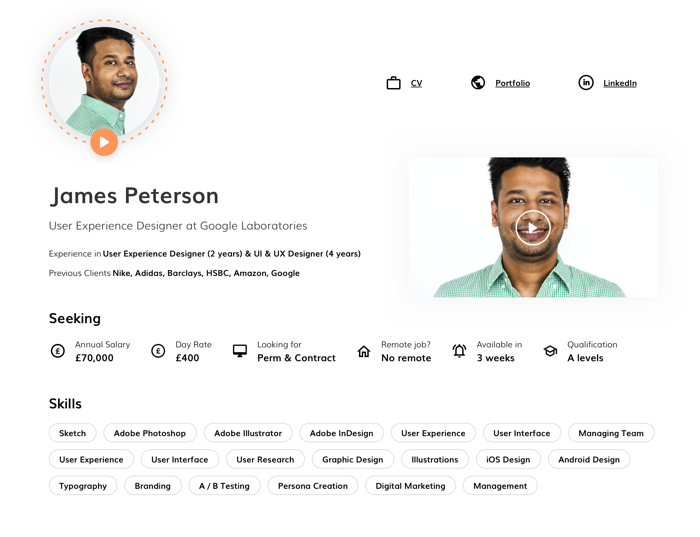 CV
Portfolio
LinkedIn
James Peterson
User Experience Designer at Google Laboratories
Experience in User Experience Designer (2 years) & UI & UX Designer (4 years)
Previous Clients Nike, Adidas, Barclays, HSBC, Amazon, Google
Seeking
Annual Salary
£70,000
Day Rate
£400
Looking for
Perm & Contract
Remote job?
No remote
Available in
3 weeks
Qualification
A levels
Skills
Sketch Adobe Photoshop Adobe Illustrator Adobe InDesign User Experience User Interface Managing Team
User Experience User Interface User Research Graphic Design Illustrations iOS Design Android Design
Typography Branding A / B Testing Persona Creation Digital Marketing Management